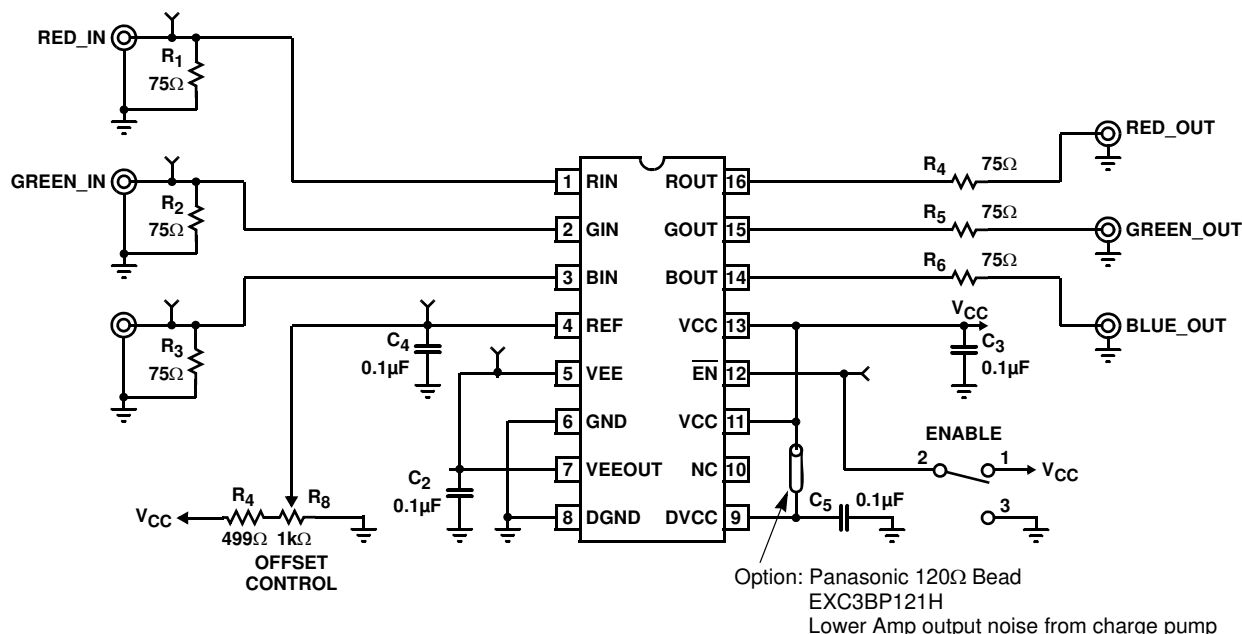 RED_IN
R1
75Ω
GREEN_IN
R2
75Ω
R3
75Ω
1 RIN
2 GIN
3 BIN
4 REF
5 VEE
6 GND
7 VEEOUT
8 DGND
ROUT 16
GOUT 15
BOUT 14
VCC 13
EN 12
VCC 11
NC 10
DVCC 9
C4
0.1µF
C2
0.1µF
VCC
R4
R8
499Ω 1kΩ
OFFSET
CONTROL
R4 75Ω
R5 75Ω
R6 75Ω
RED_OUT
GREEN_OUT
BLUE_OUT
VCC
C3
0.1µF
ENABLE
2 1
VCC
3
C5 0.1µF
Option: Panasonic 120Ω Bead
EXC3BP121H
Lower Amp output noise from charge pump